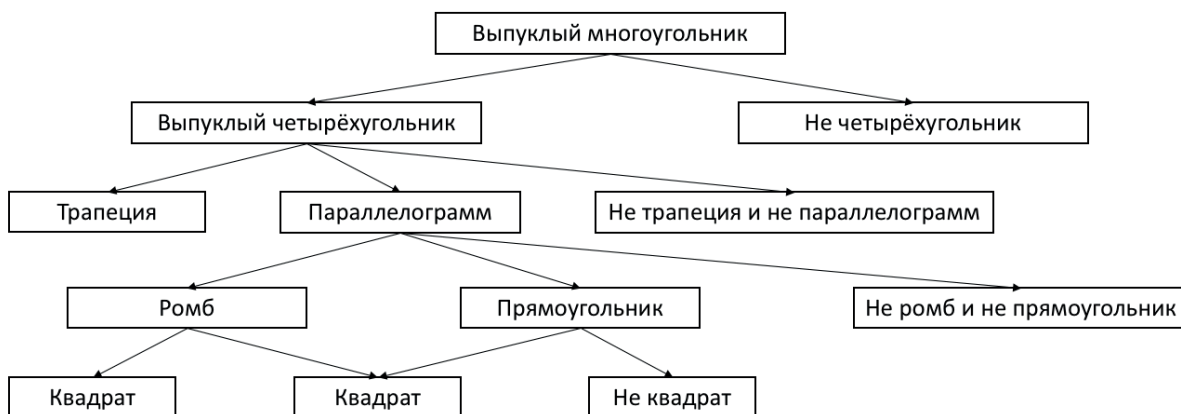 Выпуклый многоугольник
Выпуклый четырёхугольник
Не четырёхугольник
Трапеция
Параллелограмм
Не трапеция и не параллелограмм
Ромб
Прямоугольник
Не ромб и не прямоугольник
Квадрат
Квадрат
Не квадрат